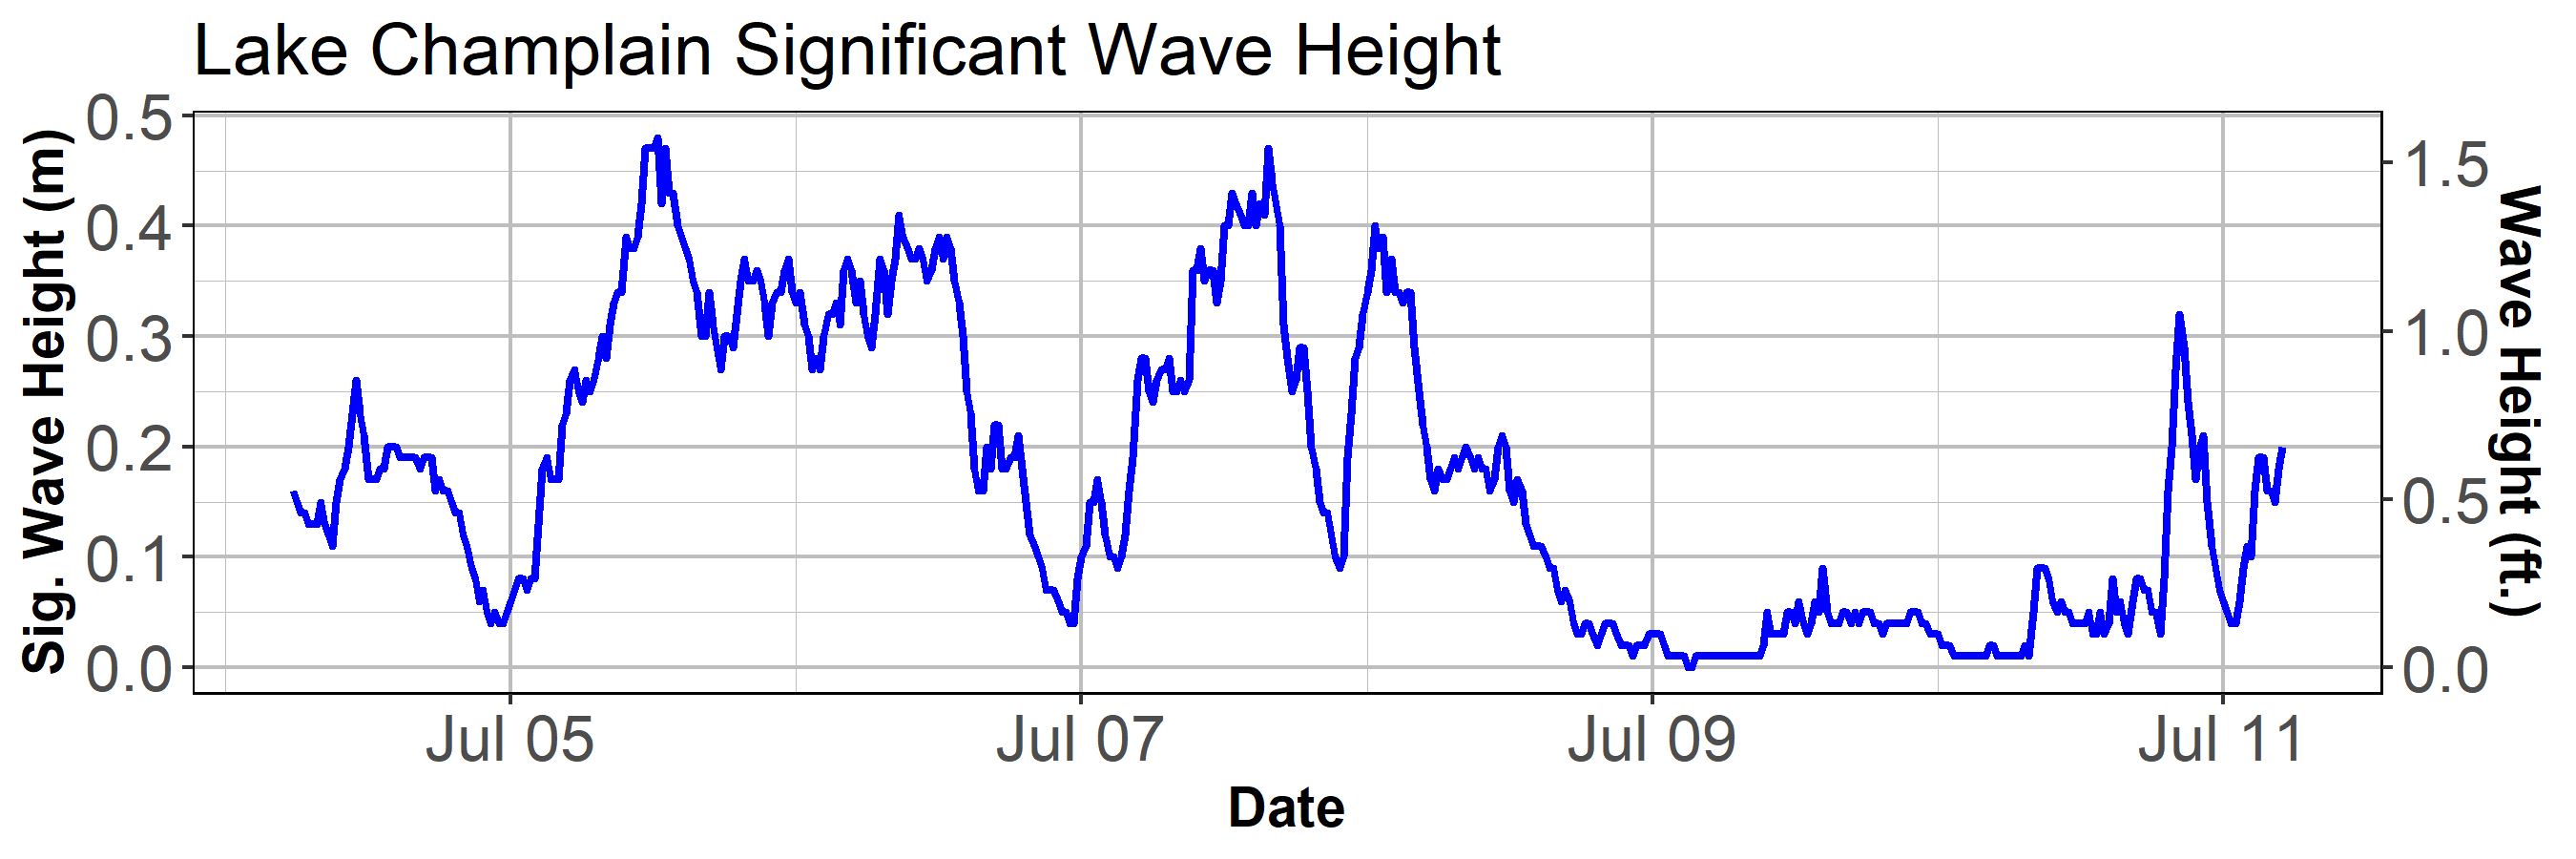 Lake Champlain Significant Wave Height
Sig. Wave Height (m)
0.5
0.4
0.3
0.2
0.1
0.0
1.5
1.0
0.5
0.0
Wave Height (ft.)
Jul 05 Jul 07 Jul 09 Jul 11
Date